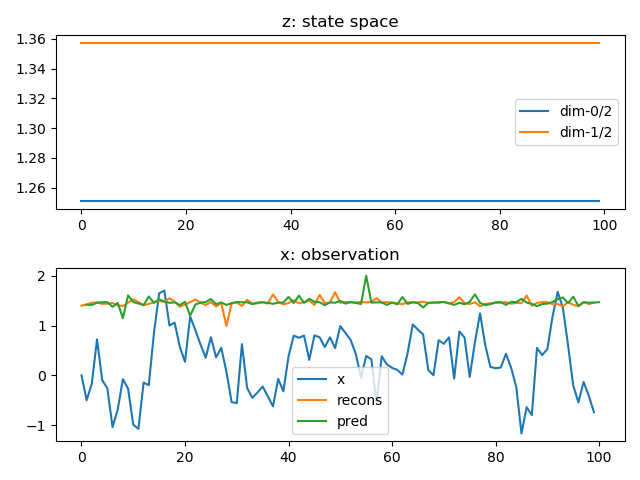 z: state space
1.36
1.34
1.32
1.30
1.28
1.26
dim-0/2
dim-1/2
0 20 40 60 80 100
x: observation
2
1
0
−1
x
recons
pred
0 20 40 60 80 100